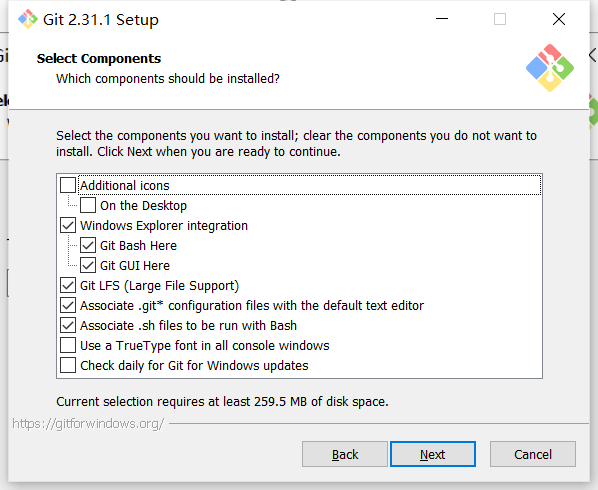 Git 2.31.1 Setup
Select Components
Which components should be installed?
Select the components you want to install; clear the components you do not want to
install. Click Next when you are ready to continue.
Additional icons
On the Desktop
Windows Explorer integration
Git Bash Here
Git GUI Here
Git LFS (Large File Support)
Associate .git* configuration files with the default text editor
Associate .sh files to be run with Bash
Use a TrueType font in all console windows
Check daily for Git for Windows updates
Current selection requires at least 259.5 MB of disk space.
https://gitforwindows.org/
Back
Next
Cancel